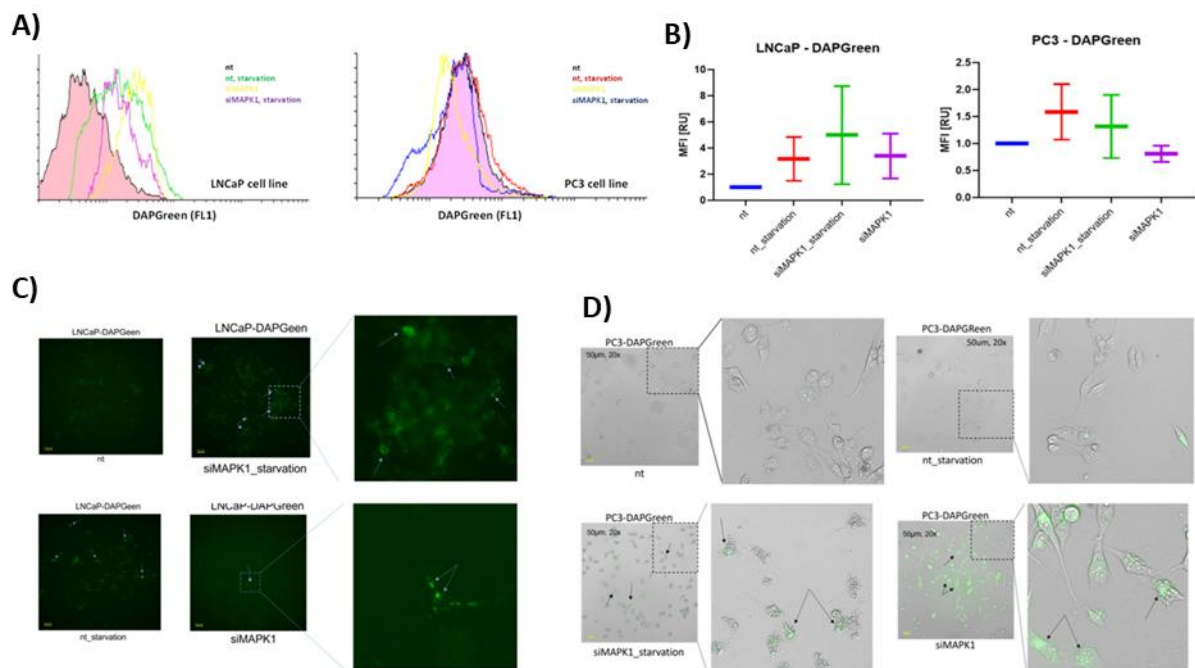 A)
nt
nt, starvation
siMAPK1
siMAPK1, starvation
LNCaP cell line
DAPGreen (FL1)
nt
nt, starvation
siMAPK1
siMAPK1, starvation
PC3 cell line
DAPGreen (FL1)
B)
LNCaP - DAPGreen
MFI [RU]
10
8
6
4
2
0
nt
nt_starvation
siMAPK1_starvation
siMAPK1
PC3 - DAPGreen
MFI [RU]
2.5
2.0
1.5
1.0
0.5
0.0
nt
nt_starvation
siMAPK1_starvation
siMAPK1
C)
LNCaP-DAPGeen
nt
LNCaP-DAPGeen
siMAPK1_starvation
LNCaP-DAPGeen
nt_starvation
LNCaP-DAPGreen
siMAPK1
D)
PC3-DAPGreen
50µm, 20x
nt
PC3-DAPGReen
50µm, 20x
nt_starvation
PC3-DAPGreen
50µm, 20x
siMAPK1_starvation
PC3-DAPGreen
50µm, 20x
siMAPK1